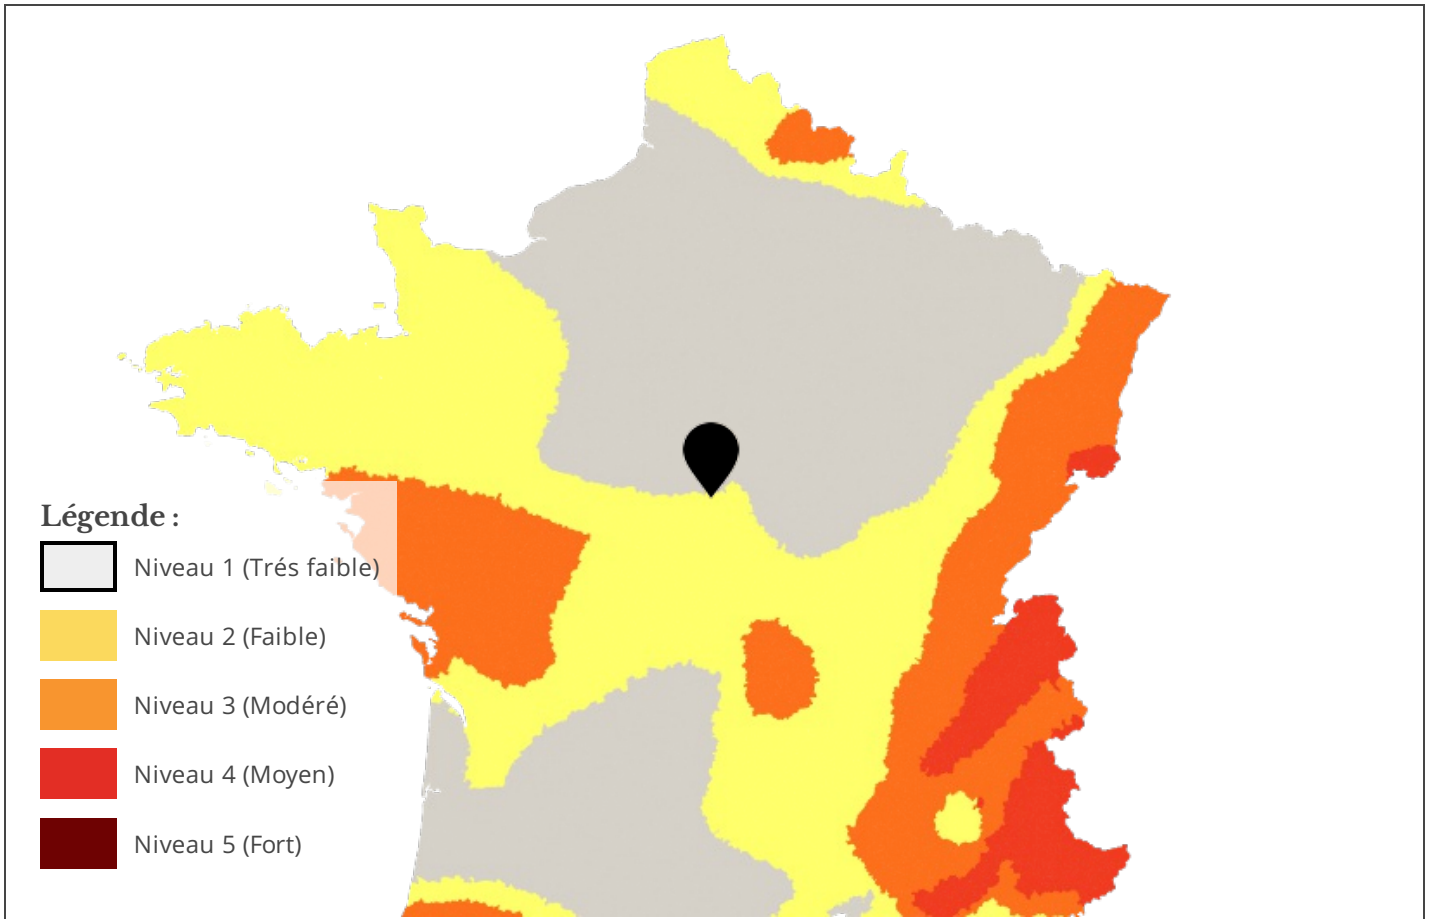 Légende :
Niveau 1 (Trés faible)
Niveau 2 (Faible)
Niveau 3 (Modéré)
Niveau 4 (Moyen)
Niveau 5 (Fort)